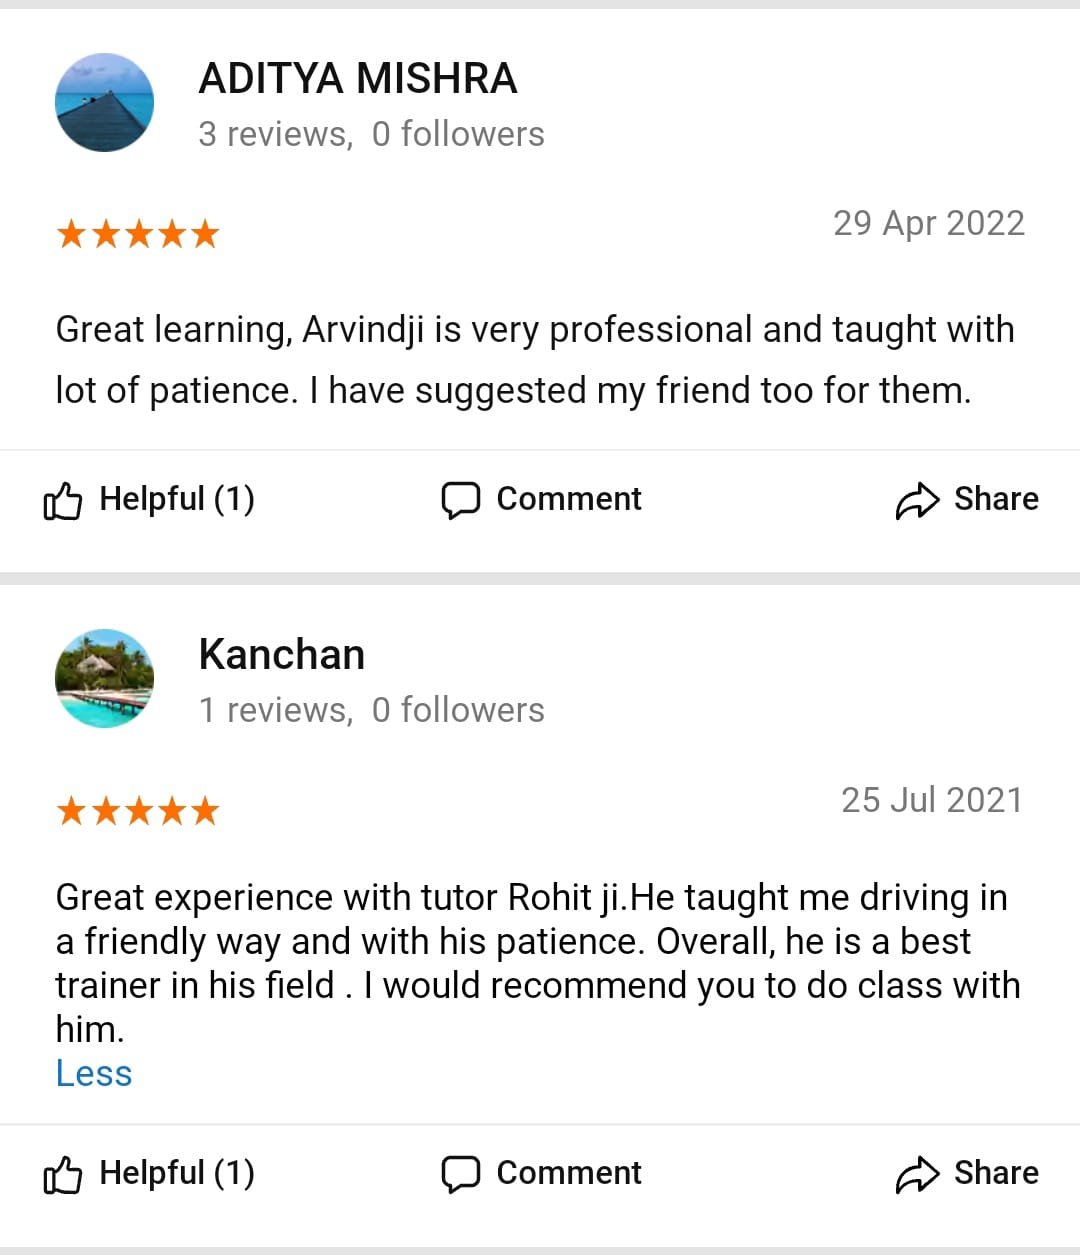 ADITYA MISHRA
3 reviews, 0 followers
29 Apr 2022
Great learning, Arvindji is very professional and taught with
lot of patience. I have suggested my friend too for them.
Helpful (1) Comment Share
Kanchan
1 reviews, 0 followers
25 Jul 2021
Great experience with tutor Rohit ji.He taught me driving in
a friendly way and with his patience. Overall, he is a best
trainer in his field . I would recommend you to do class with
him.
Less
Helpful (1) Comment Share